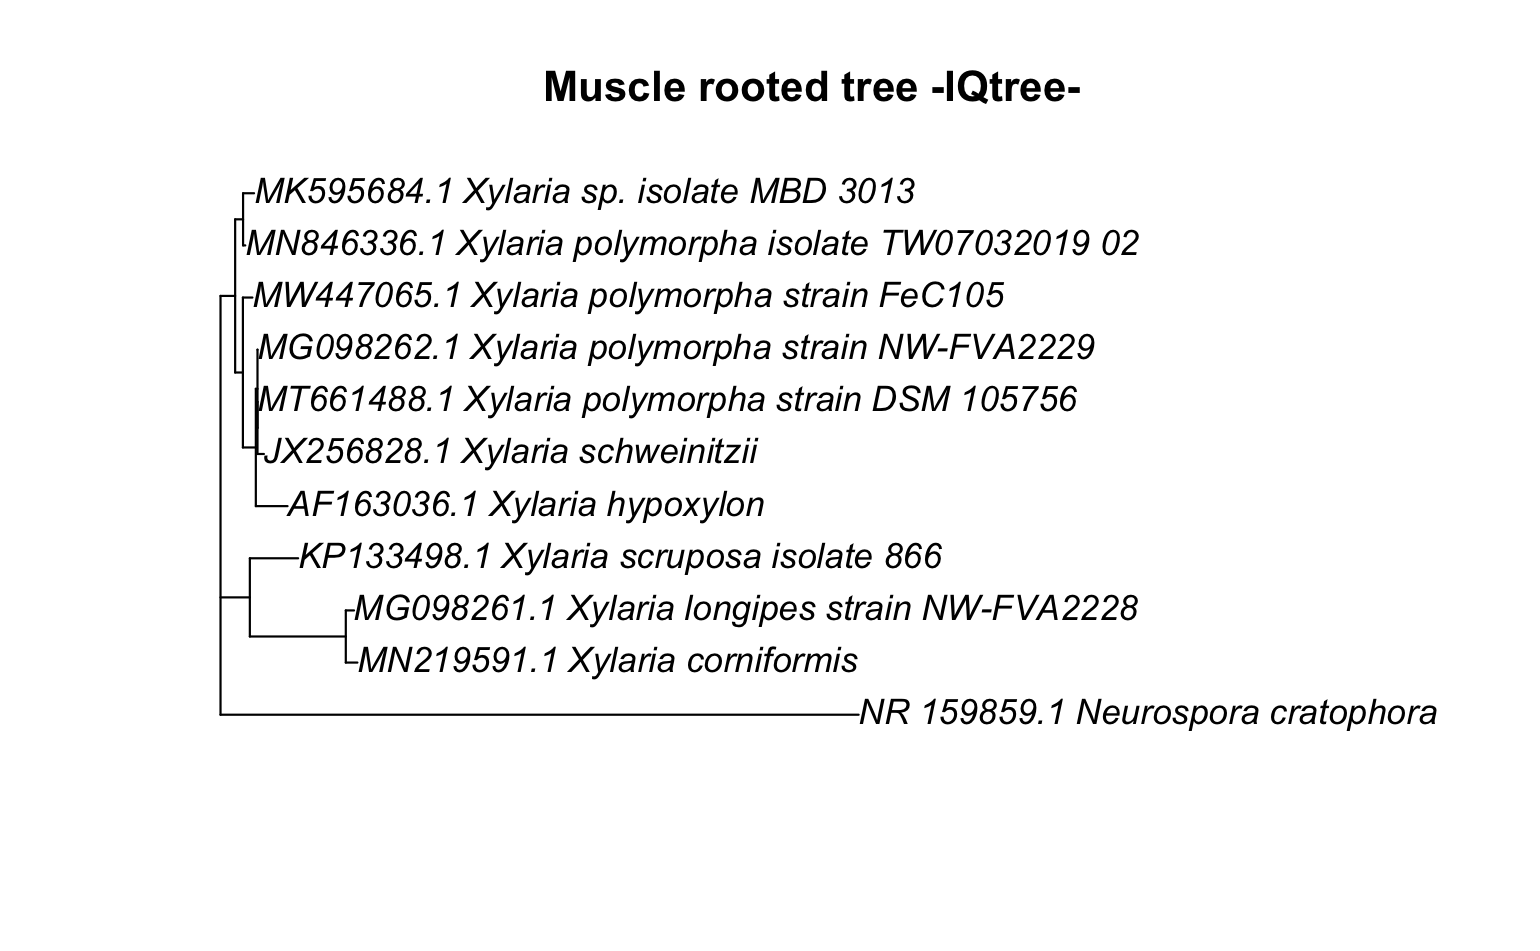 Muscle rooted tree -IQtree-
MK595684.1 Xylaria sp. isolate MBD 3013
MN846336.1 Xylaria polymorpha isolate TW07032019 02
MW447065.1 Xylaria polymorpha strain FeC105
MG098262.1 Xylaria polymorpha strain NW-FVA2229
MT661488.1 Xylaria polymorpha strain DSM 105756
JX256828.1 Xylaria schweinitzii
AF163036.1 Xylaria hypoxylon
KP133498.1 Xylaria scruposa isolate 866
MG098261.1 Xylaria longipes strain NW-FVA2228
MN219591.1 Xylaria corniformis
NR 159859.1 Neurospora cratophora